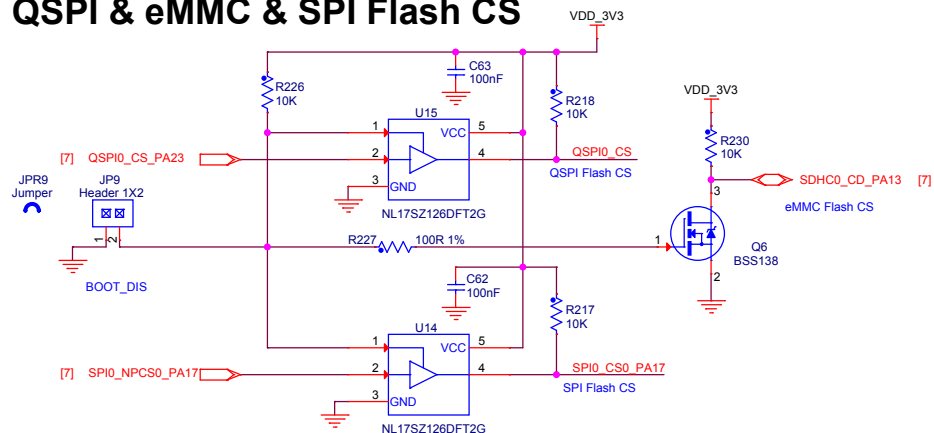 QSPI & eMMC & SPI Flash CS
VDD_3V3
C63
100nF
R226
10K
R218
10K
VDD_3V3
U15
1
VCC
5
R230
10K
[7] QSPI0_CS_PA23
2
4
QSPI0_CS
QSPI Flash CS
SDHC0_CD_PA13 [7]
JPR9
Jumper
JP9
Header 1X2
3
GND
3
eMMC Flash CS
NL17SZ126DFT2G
1
2
R227
100R 1%
1
Q6
BSS138
BOOT_DIS
C62
100nF
2
R217
10K
U14
1
VCC
5
[7] SPI0_NPCS0_PA17
2
4
SPI0_CS0_PA17
SPI Flash CS
3
GND
NL17SZ126DFT2G